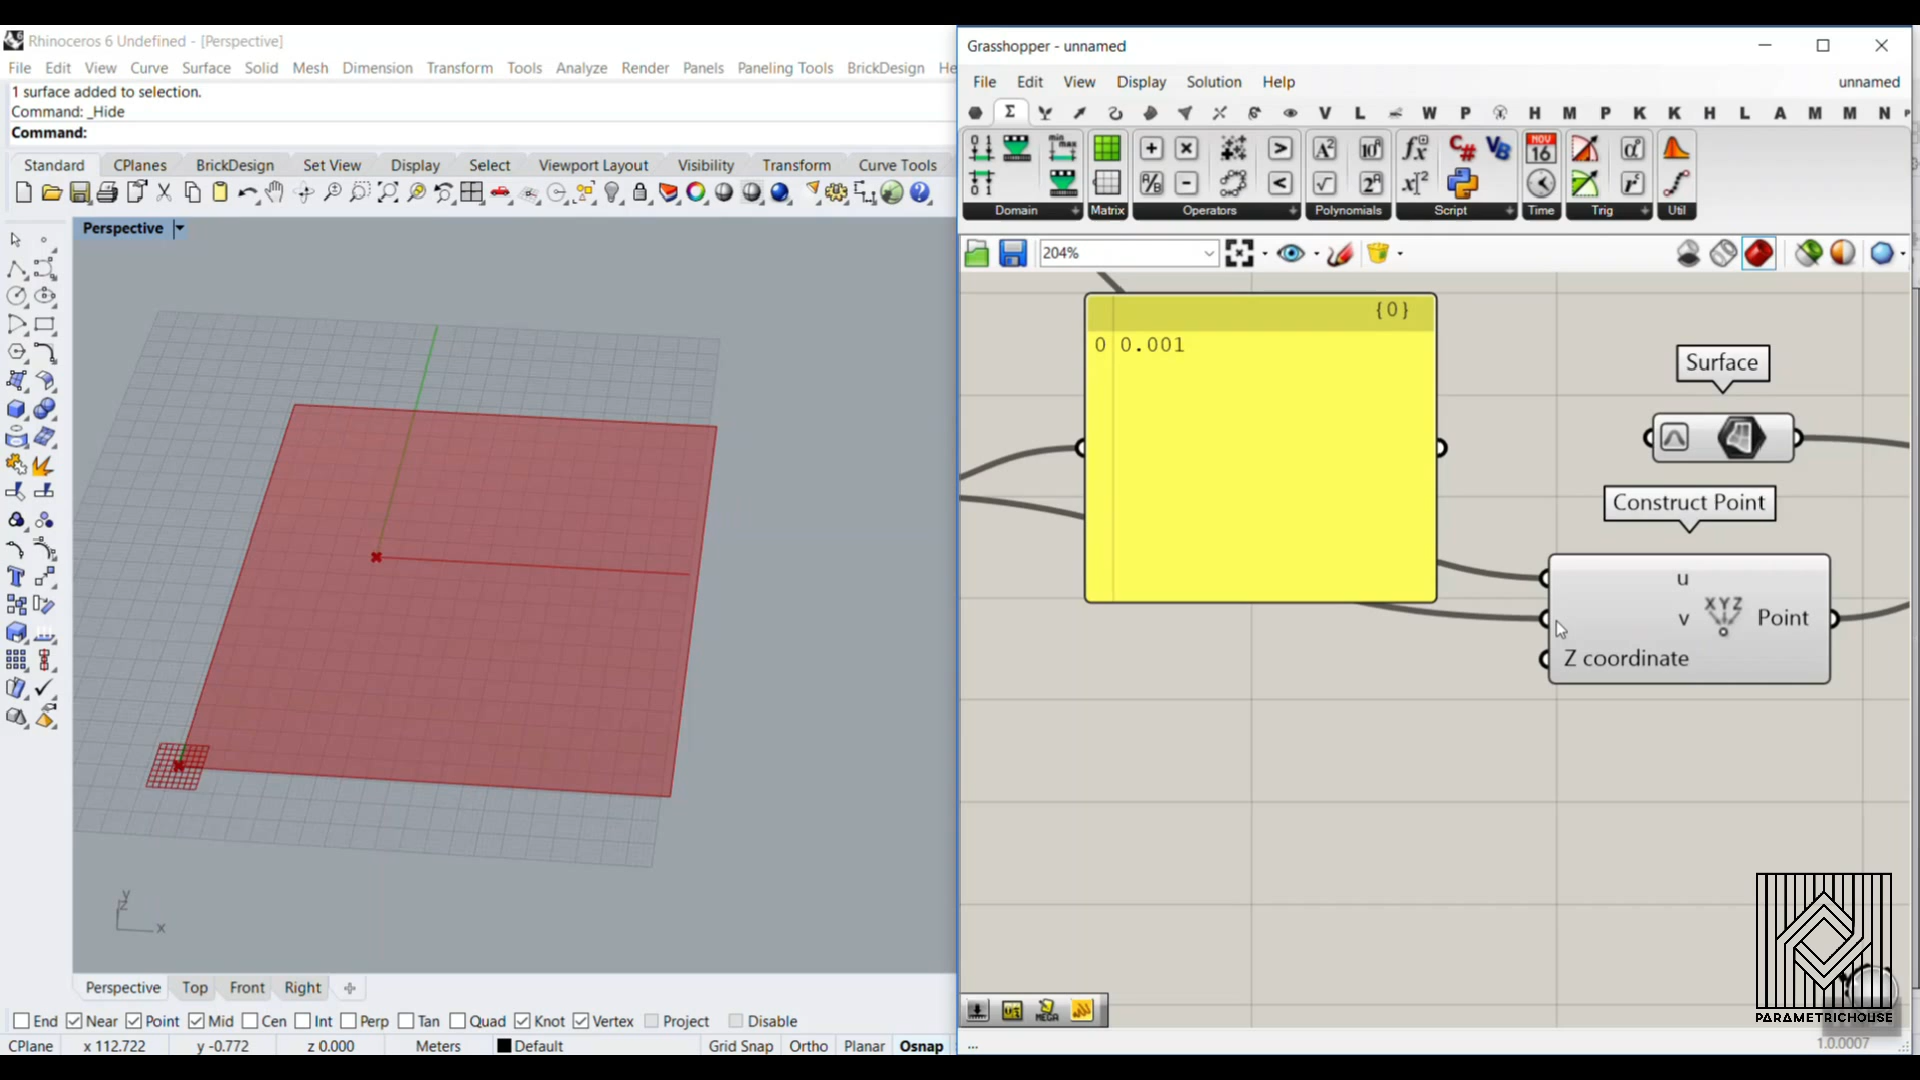 Rhinoceros 6 Undefined - [Perspective]
File Edit View Curve Surface Solid Mesh Dimension Transform Tools Analyze Render Panels Paneling Tools BrickDesign He
1 surface added to selection.
Command: _Hide
Command:
Standard CPlanes BrickDesign Set View Display Select Viewport Layout Visibility Transform Curve Tools
Perspective
y
z
x
Perspective Top Front Right
End Near Point Mid Cen Int Perp Tan Quad Knot Vertex Project Disable
CPlane x 112.722 y -0.772 z 0.000 Meters Default Grid Snap Ortho Planar Osnap
Grasshopper - unnamed
File Edit View Display Solution Help unnamed
Σ V L W P H M P K K H L A M M N
Domain Matrix Operators Polynomials Script Time Trig Util
204%
{0}
0 0.001
Surface
Construct Point
u
v XYZ Point
Z coordinate
PARAMETRICHOUSE
...
1.0.0007